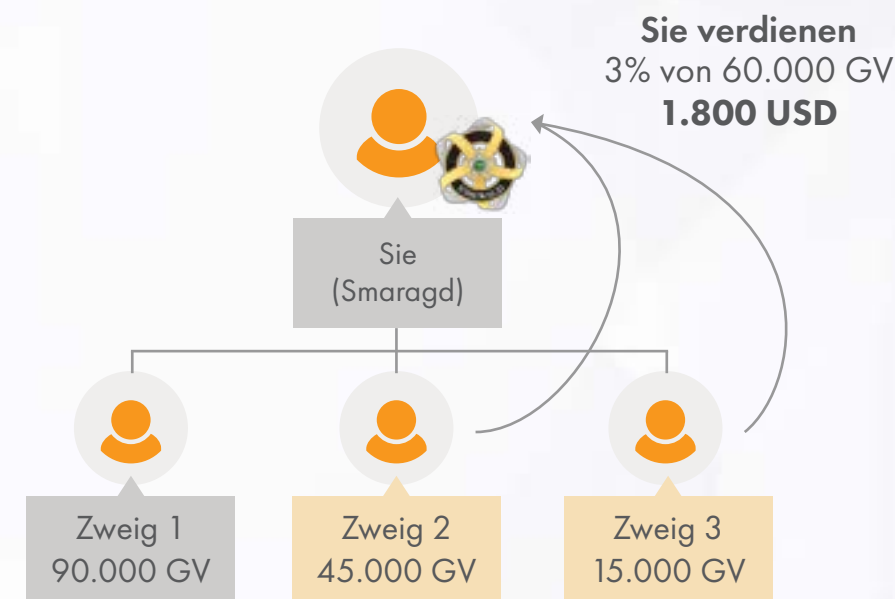 Sie verdienen
3% von 60.000 GV
1.800 USD
Sie
(Smaragd)
Zweig 1
90.000 GV
Zweig 2
45.000 GV
Zweig 3
15.000 GV